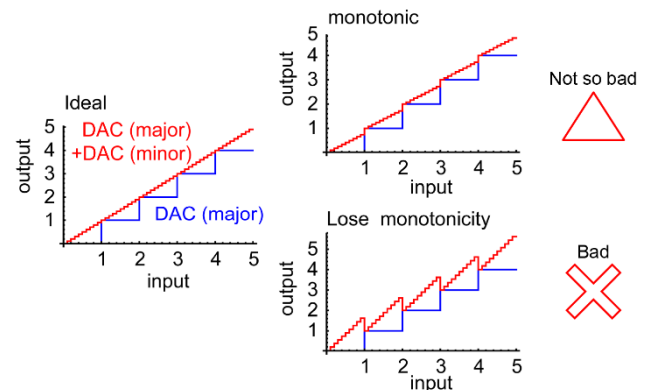 Ideal
DAC (major)
+DAC (minor)
DAC (major)
output
5
4
3
2
1
1 2 3 4 5
input
monotonic
output
5
4
3
2
1
1 2 3 4 5
input
Not so bad
Lose monotonicity
output
5
4
3
2
1
1 2 3 4 5
input
Bad